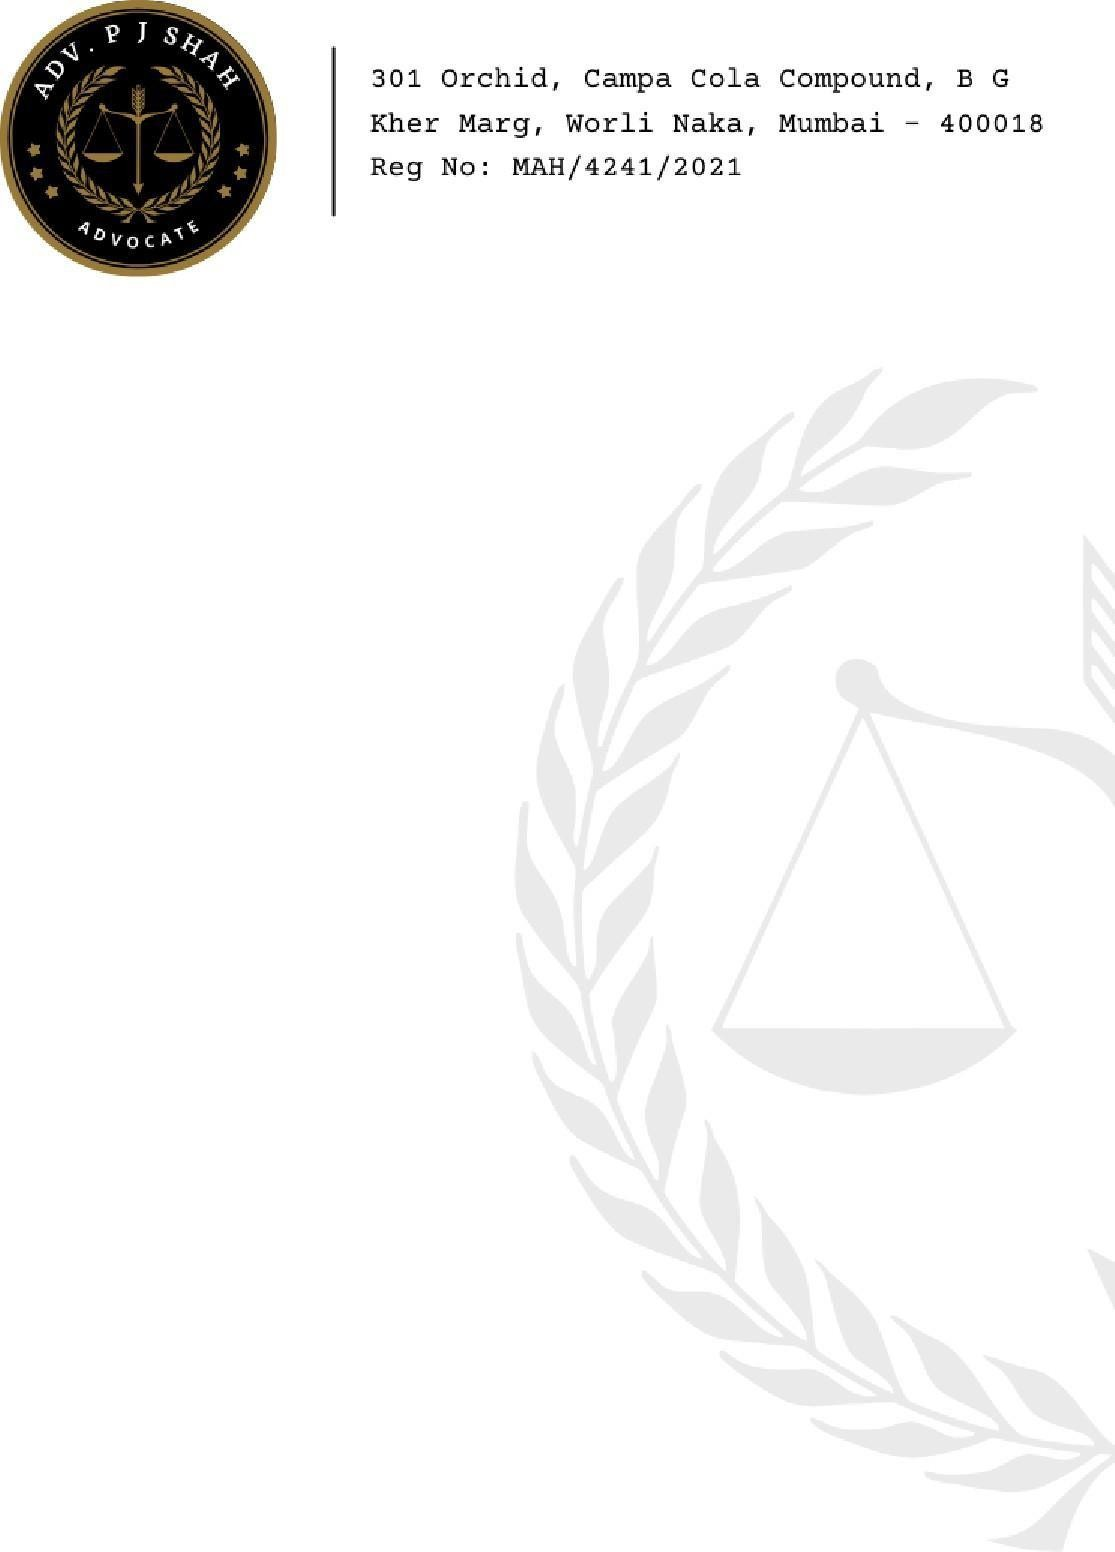 ADV. P J SHAH
ADVOCATE
301 Orchid, Campa Cola Compound, B G
Kher Marg, Worli Naka, Mumbai - 400018
Reg No: MAH/4241/2021